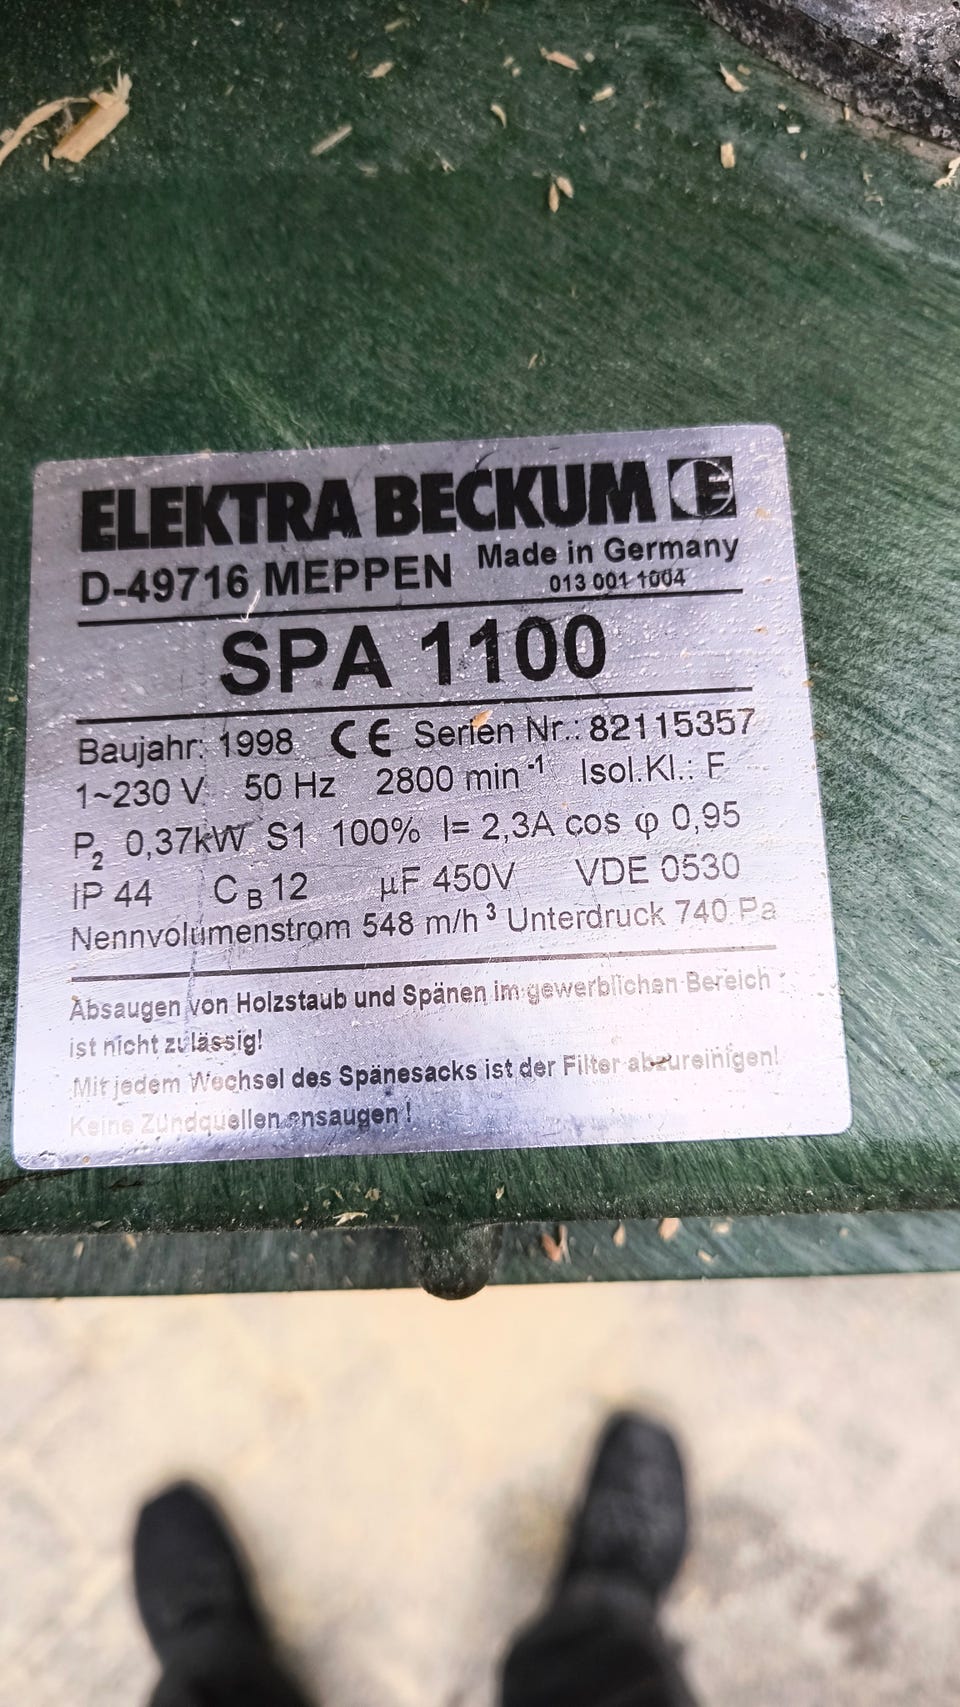 ELEKTRA BECKUM E
D-49716 MEPPEN Made in Germany
013 001 1004
SPA 1100
Baujahr: 1998 CE Serien Nr.: 82115357
1~230 V 50 Hz 2800 min⁻¹ Isol.Kl.: F
P₂ 0,37kW S1 100% I= 2,3A cos φ 0,95
IP 44 C_B 12 µF 450V VDE 0530
Nennvolumenstrom 548 m/h³ Unterdruck 740 Pa
Absaugen von Holzstaub und Spänen im gewerblichen Bereich
ist nicht zulässig!
Mit jedem Wechsel des Spänesacks ist der Filter abzureinigen!
Keine Zündquellen ansaugen !